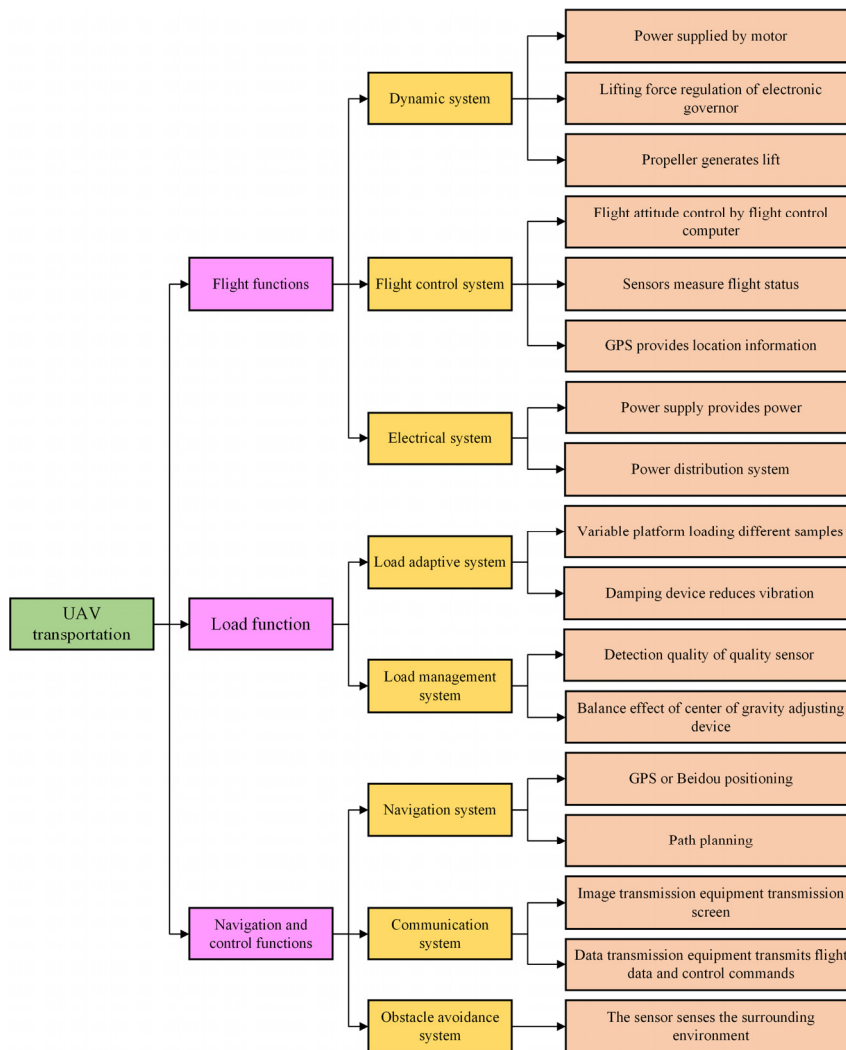 Power supplied by motor
Dynamic system
Lifting force regulation of electronic
governor
Propeller generates lift
Flight attitude control by flight control
computer
Flight functions
Flight control system
Sensors measure flight status
GPS provides location information
Power supply provides power
Electrical system
Power distribution system
Variable platform loading different samples
Load adaptive system
Damping device reduces vibration
UAV
transportation
Load function
Detection quality of quality sensor
Load management
system
Balance effect of center of gravity adjusting
device
GPS or Beidou positioning
Navigation system
Path planning
Image transmission equipment transmission
screen
Navigation and
control functions
Communication
system
Data transmission equipment transmits flight
data and control commands
Obstacle avoidance
system
The sensor senses the surrounding
environment